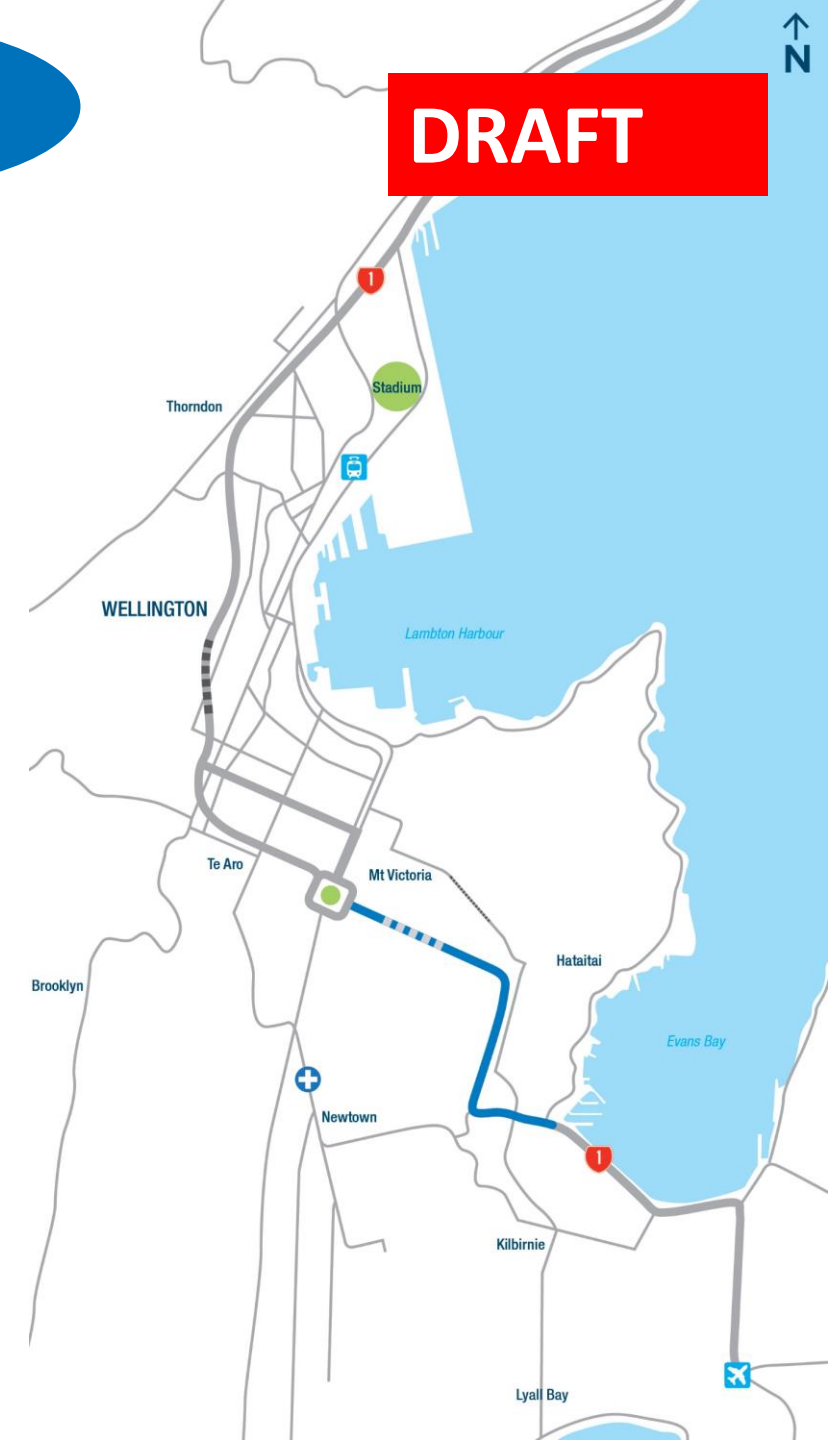 N
DRAFT
1
Stadium
Thorndon
WELLINGTON
Lambton Harbour
Te Aro
Mt Victoria
Hataitai
Brooklyn
Evans Bay
Newtown
1
Kilbirnie
Lyall Bay